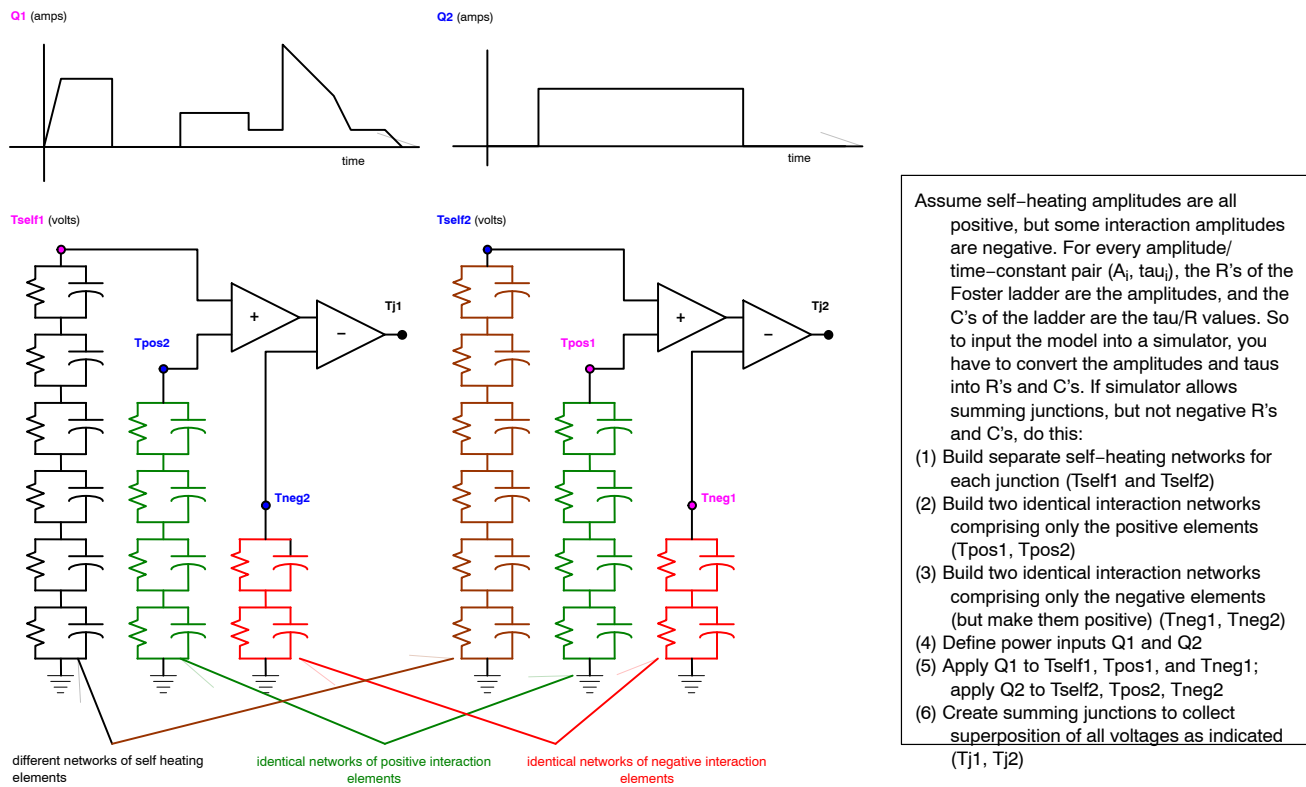 Q1 (amps)
Q2 (amps)
time
time
Tself1 (volts)
Tself2 (volts)
+
−
Tj1
Tpos2
Tneg2
+
−
Tj2
Tpos1
Tneg1
different networks of self heating
elements
identical networks of positive interaction
elements
identical networks of negative interaction
elements
Assume self−heating amplitudes are all
positive, but some interaction amplitudes
are negative. For every amplitude/
time−constant pair (Ai, taui), the R's of the
Foster ladder are the amplitudes, and the
C's of the ladder are the tau/R values. So
to input the model into a simulator, you
have to convert the amplitudes and taus
into R's and C's. If simulator allows
summing junctions, but not negative R's
and C's, do this:
(1) Build separate self−heating networks for
each junction (Tself1 and Tself2)
(2) Build two identical interaction networks
comprising only the positive elements
(Tpos1, Tpos2)
(3) Build two identical interaction networks
comprising only the negative elements
(but make them positive) (Tneg1, Tneg2)
(4) Define power inputs Q1 and Q2
(5) Apply Q1 to Tself1, Tpos1, and Tneg1;
apply Q2 to Tself2, Tpos2, Tneg2
(6) Create summing junctions to collect
superposition of all voltages as indicated
(Tj1, Tj2)